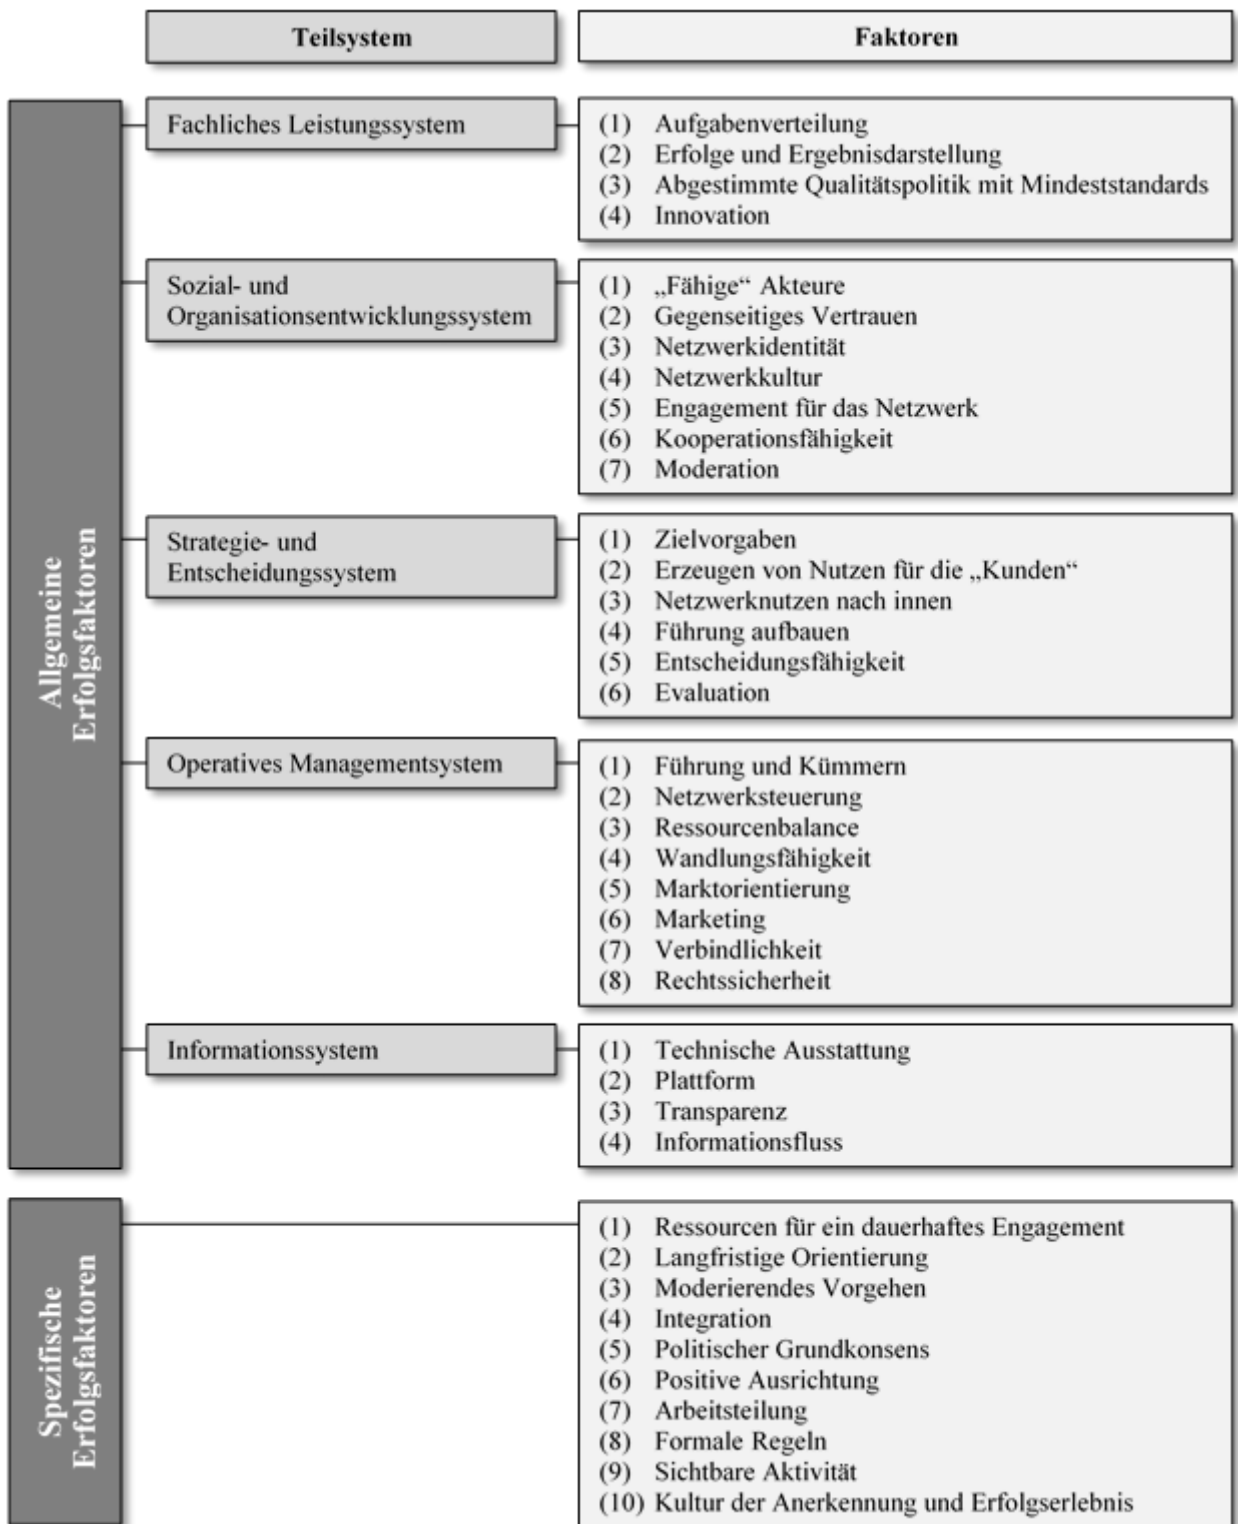 Teilsystem
Faktoren
Allgemeine
Erfolgsfaktoren
Fachliches Leistungssystem
(1) Aufgabenverteilung
(2) Erfolge und Ergebnisdarstellung
(3) Abgestimmte Qualitätspolitik mit Mindeststandards
(4) Innovation
Sozial- und
Organisationsentwicklungssystem
(1) „Fähige“ Akteure
(2) Gegenseitiges Vertrauen
(3) Netzwerkidentität
(4) Netzwerkkultur
(5) Engagement für das Netzwerk
(6) Kooperationsfähigkeit
(7) Moderation
Strategie- und
Entscheidungssystem
(1) Zielvorgaben
(2) Erzeugen von Nutzen für die „Kunden“
(3) Netzwerknutzen nach innen
(4) Führung aufbauen
(5) Entscheidungsfähigkeit
(6) Evaluation
Operatives Managementsystem
(1) Führung und Kümmern
(2) Netzwerksteuerung
(3) Ressourcenbalance
(4) Wandlungsfähigkeit
(5) Marktorientierung
(6) Marketing
(7) Verbindlichkeit
(8) Rechtssicherheit
Informationssystem
(1) Technische Ausstattung
(2) Plattform
(3) Transparenz
(4) Informationsfluss
Spezifische
Erfolgsfaktoren
(1) Ressourcen für ein dauerhaftes Engagement
(2) Langfristige Orientierung
(3) Moderierendes Vorgehen
(4) Integration
(5) Politischer Grundkonsens
(6) Positive Ausrichtung
(7) Arbeitsteilung
(8) Formale Regeln
(9) Sichtbare Aktivität
(10) Kultur der Anerkennung und Erfolgserlebnis